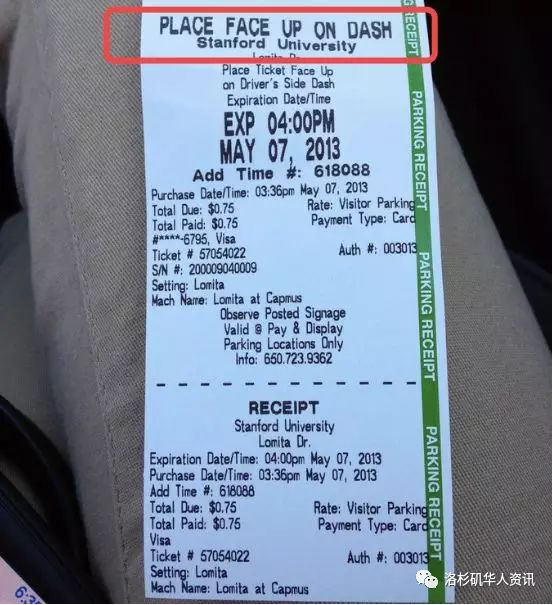 PLACE FACE UP ON DASH
Stanford University
Lomita Dr.
Place Ticket Face Up
on Driver's Side Dash
Expiration Date/Time
EXP 04:00PM
MAY 07, 2013
Add Time #: 618088
Purchase Date/Time: 03:36pm May 07, 2013
Total Due: $0.75 Rate: Visitor Parking
Total Paid: $0.75 Payment Type: Card
#****-6795, Visa
Ticket # 57054022 Auth #: 003013
S/N #: 200009040009
Setting: Lomita
Mach Name: Lomita at Capmus
Observe Posted Signage
Valid @ Pay & Display
Parking Locations Only
Info: 650.723.9362
RECEIPT
Stanford University
Lomita Dr.
Expiration Date: 04:00pm May 07, 2013
Purchase Date/Time: 03:36pm May 07, 2013
Add Time #: 618088
Total Due: $0.75 Rate: Visitor Parking
Total Paid: $0.75 Payment Type: Card
Visa
Ticket # 57054022 Auth #: 003013
Setting: Lomita
Mach Name: Lomita at Capmus
RECEIPT
PARKING RECEIPT
PARKING RECEIPT
PARKING RECEIPT
洛杉矶华人资讯